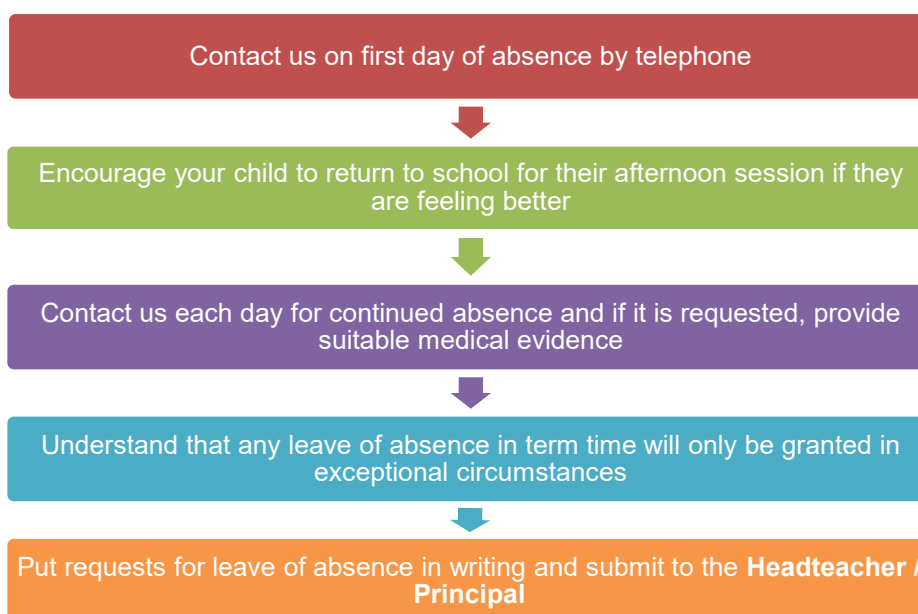 Contact us on first day of absence by telephone
Encourage your child to return to school for their afternoon session if they
are feeling better
Contact us each day for continued absence and if it is requested, provide
suitable medical evidence
Understand that any leave of absence in term time will only be granted in
exceptional circumstances
Put requests for leave of absence in writing and submit to the Headteacher /
Principal